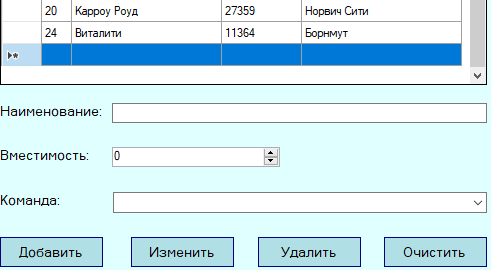 20 Карроу Роуд 27359 Норвич Сити
24 Виталити 11364 Борнмут
Наименование:
Вместимость: 0
Команда:
Добавить Изменить Удалить Очистить